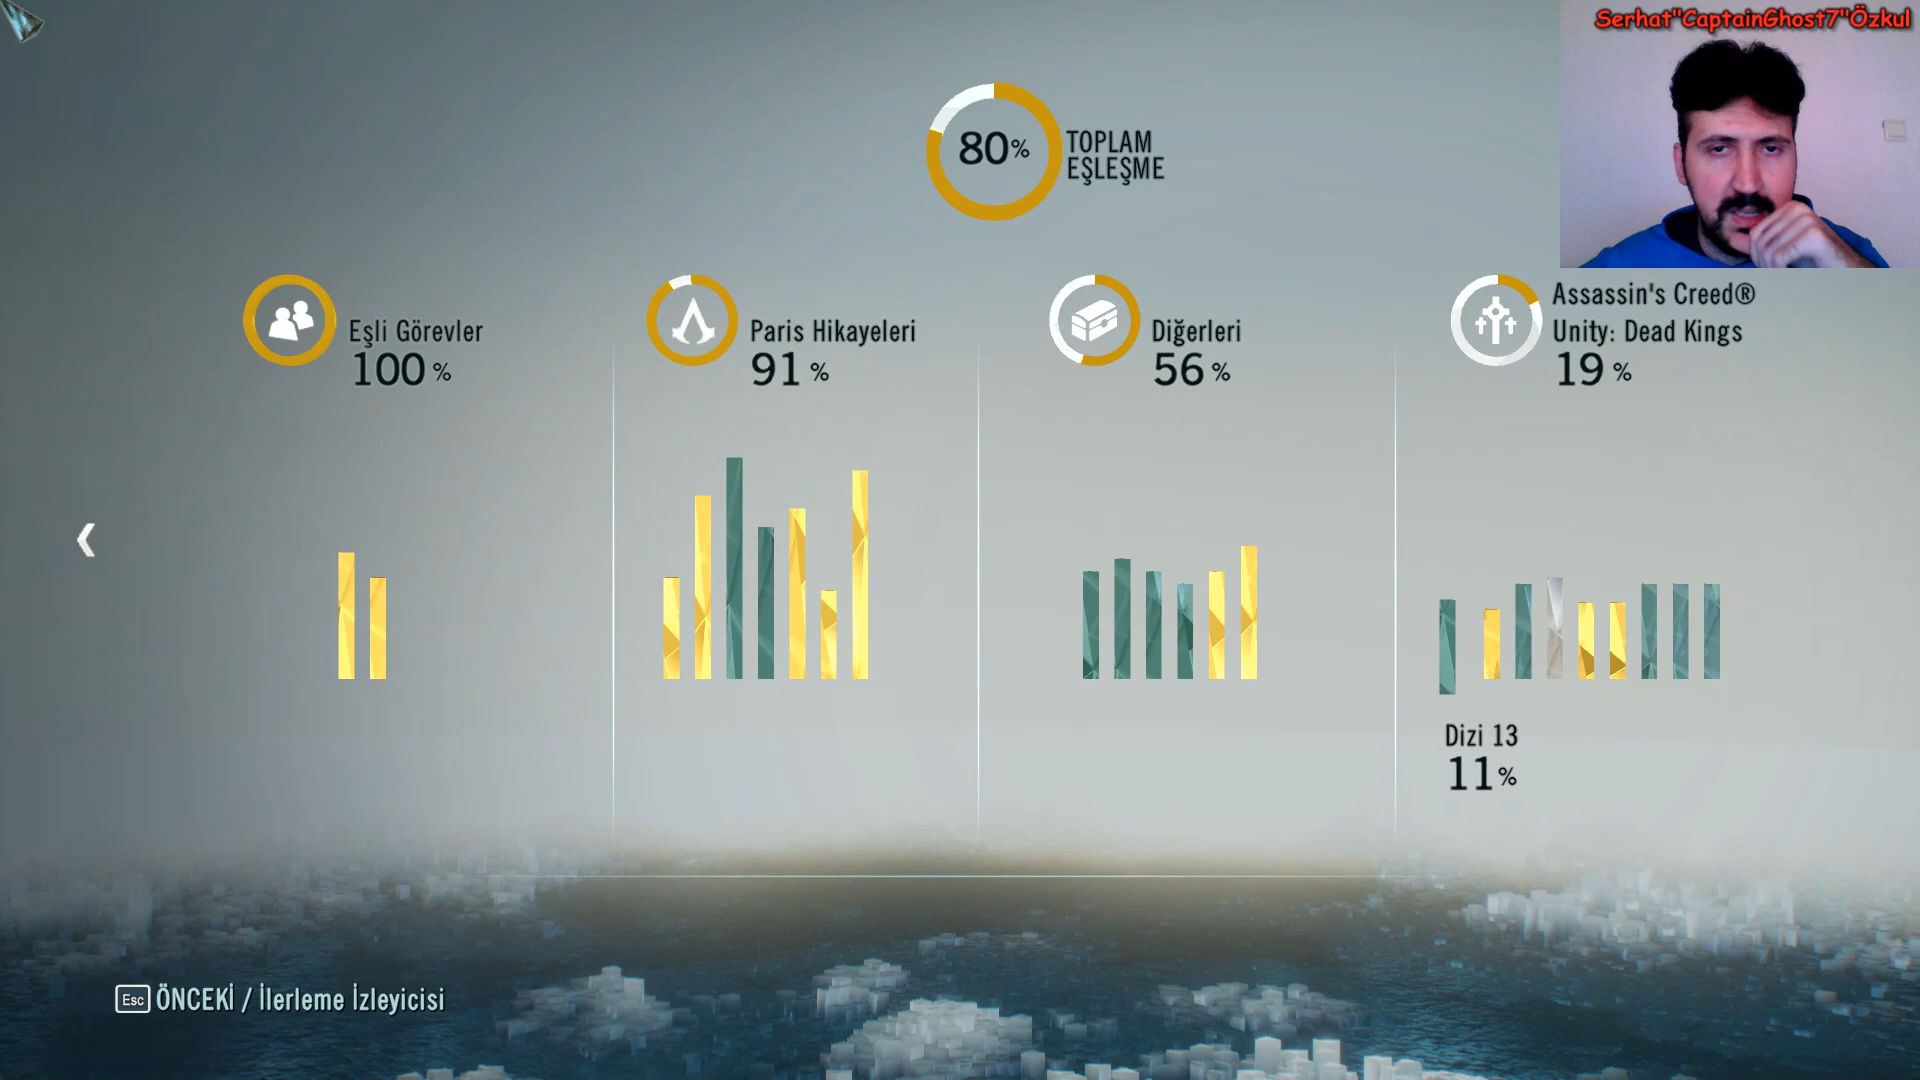 Serhat"CaptainGhost7"Özkul
80%
TOPLAM
EŞLEŞME
Eşli Görevler
100 %
Paris Hikayeleri
91 %
Diğerleri
56 %
Assassin's Creed®
Unity: Dead Kings
19 %
Dizi 13
11%
Esc ÖNCEKİ / İlerleme İzleyicisi